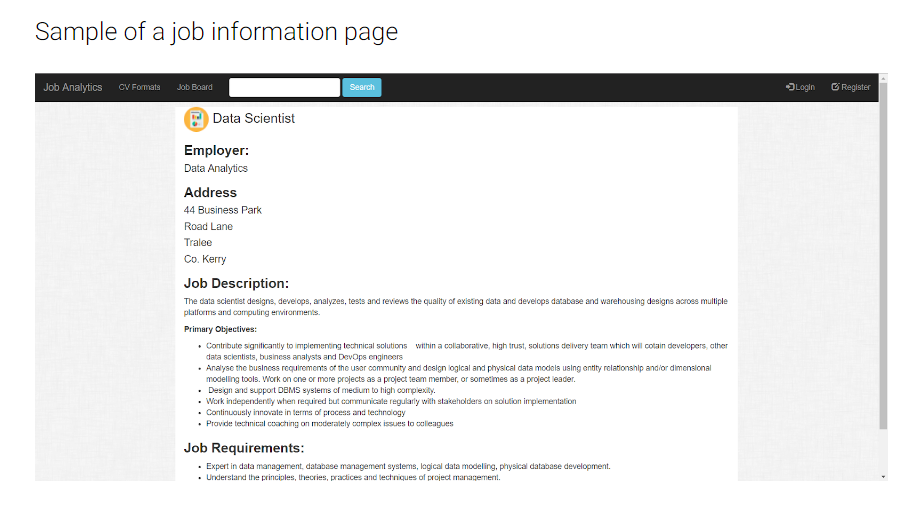 Sample of a job information page
Job Analytics CV Formats Job Board Search Login Register
Data Scientist
Employer:
Data Analytics
Address
44 Business Park
Road Lane
Tralee
Co. Kerry
Job Description:
The data scientist designs, develops, analyzes, tests and reviews the quality of existing data and develops database and warehousing designs across multiple
platforms and computing environments.
Primary Objectives:
• Contribute significantly to implementing technical solutions within a collaborative, high trust, solutions delivery team which will cotain developers, other
data scientists, business analysts and DevOps engineers
• Analyse the business requirements of the user community and design logical and physical data models using entity relationship and/or dimensional
modelling tools. Work on one or more projects as a project team member, or sometimes as a project leader.
• Design and support DBMS systems of medium to high complexity.
• Work independently when required but communicate regularly with stakeholders on solution implementation
• Continuously innovate in terms of process and technology
• Provide technical coaching on moderately complex issues to colleagues
Job Requirements:
• Expert in data management, database management systems, logical data modelling, physical database development.
• Understand the principles, theories, practices and techniques of project management.